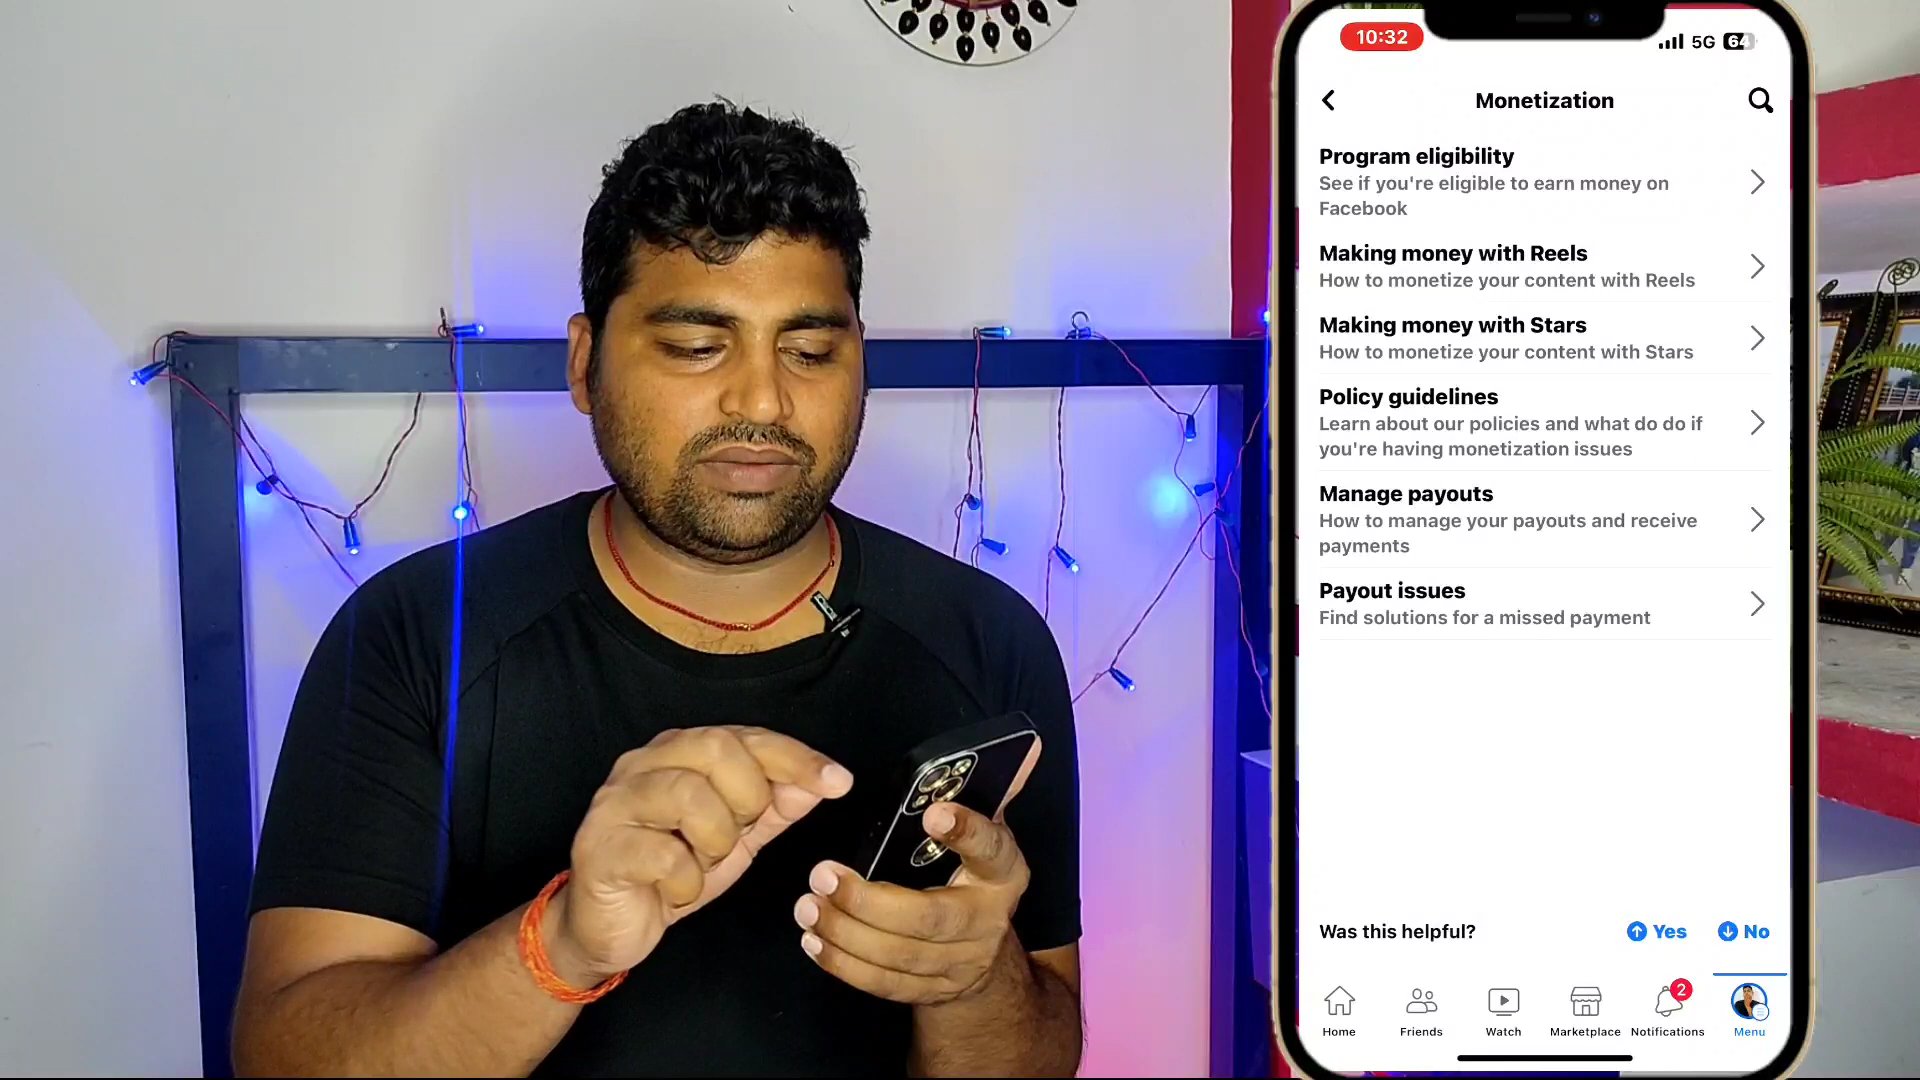 10:32
5G
64
Monetization
Program eligibility
See if you're eligible to earn money on
Facebook
Making money with Reels
How to monetize your content with Reels
Making money with Stars
How to monetize your content with Stars
Policy guidelines
Learn about our policies and what do do if
you're having monetization issues
Manage payouts
How to manage your payouts and receive
payments
Payout issues
Find solutions for a missed payment
Was this helpful?
Yes
No
2
Home
Friends
Watch
Marketplace
Notifications
Menu